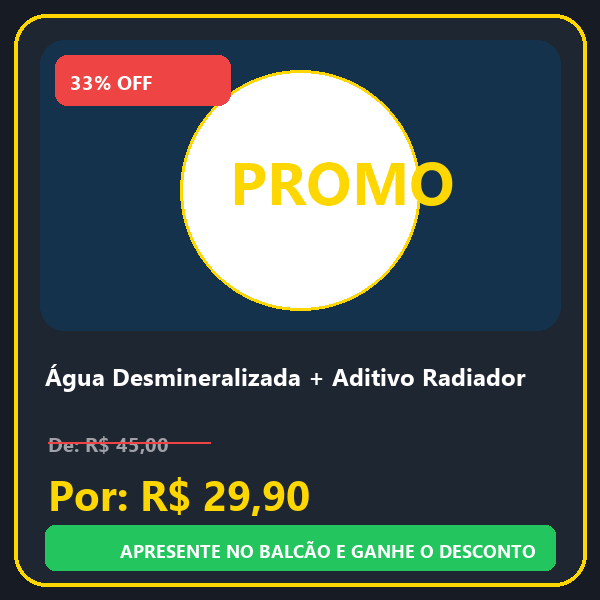 33% OFF
PROMO
Água Desmineralizada + Aditivo Radiador
De: R$ 45,00
Por: R$ 29,90
APRESENTE NO BALCÃO E GANHE O DESCONTO